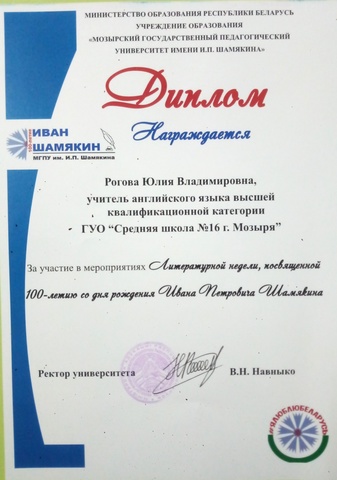 МИНИСТЕРСТВО ОБРАЗОВАНИЯ РЕСПУБЛИКИ БЕЛАРУСЬ
УЧРЕЖДЕНИЕ ОБРАЗОВАНИЯ
«МОЗЫРСКИЙ ГОСУДАРСТВЕННЫЙ ПЕДАГОГИЧЕСКИЙ
УНИВЕРСИТЕТ ИМЕНИ И.П. ШАМЯКИНА»
Диплом
ИВАН
ШАМЯКИН
МГПУ им. И.П. Шамякина
Награждается
Рогова Юлия Владимировна,
учитель английского языка высшей
квалификационной категории
ГУО “Средняя школа №16 г. Мозыря”
За участие в мероприятиях Литературной недели, посвященной
100-летию со дня рождения Ивана Петровича Шамякина
Ректор университета
В.Н. Навныко
#ЯЛЮБЛЮБЕЛАРУСЬ